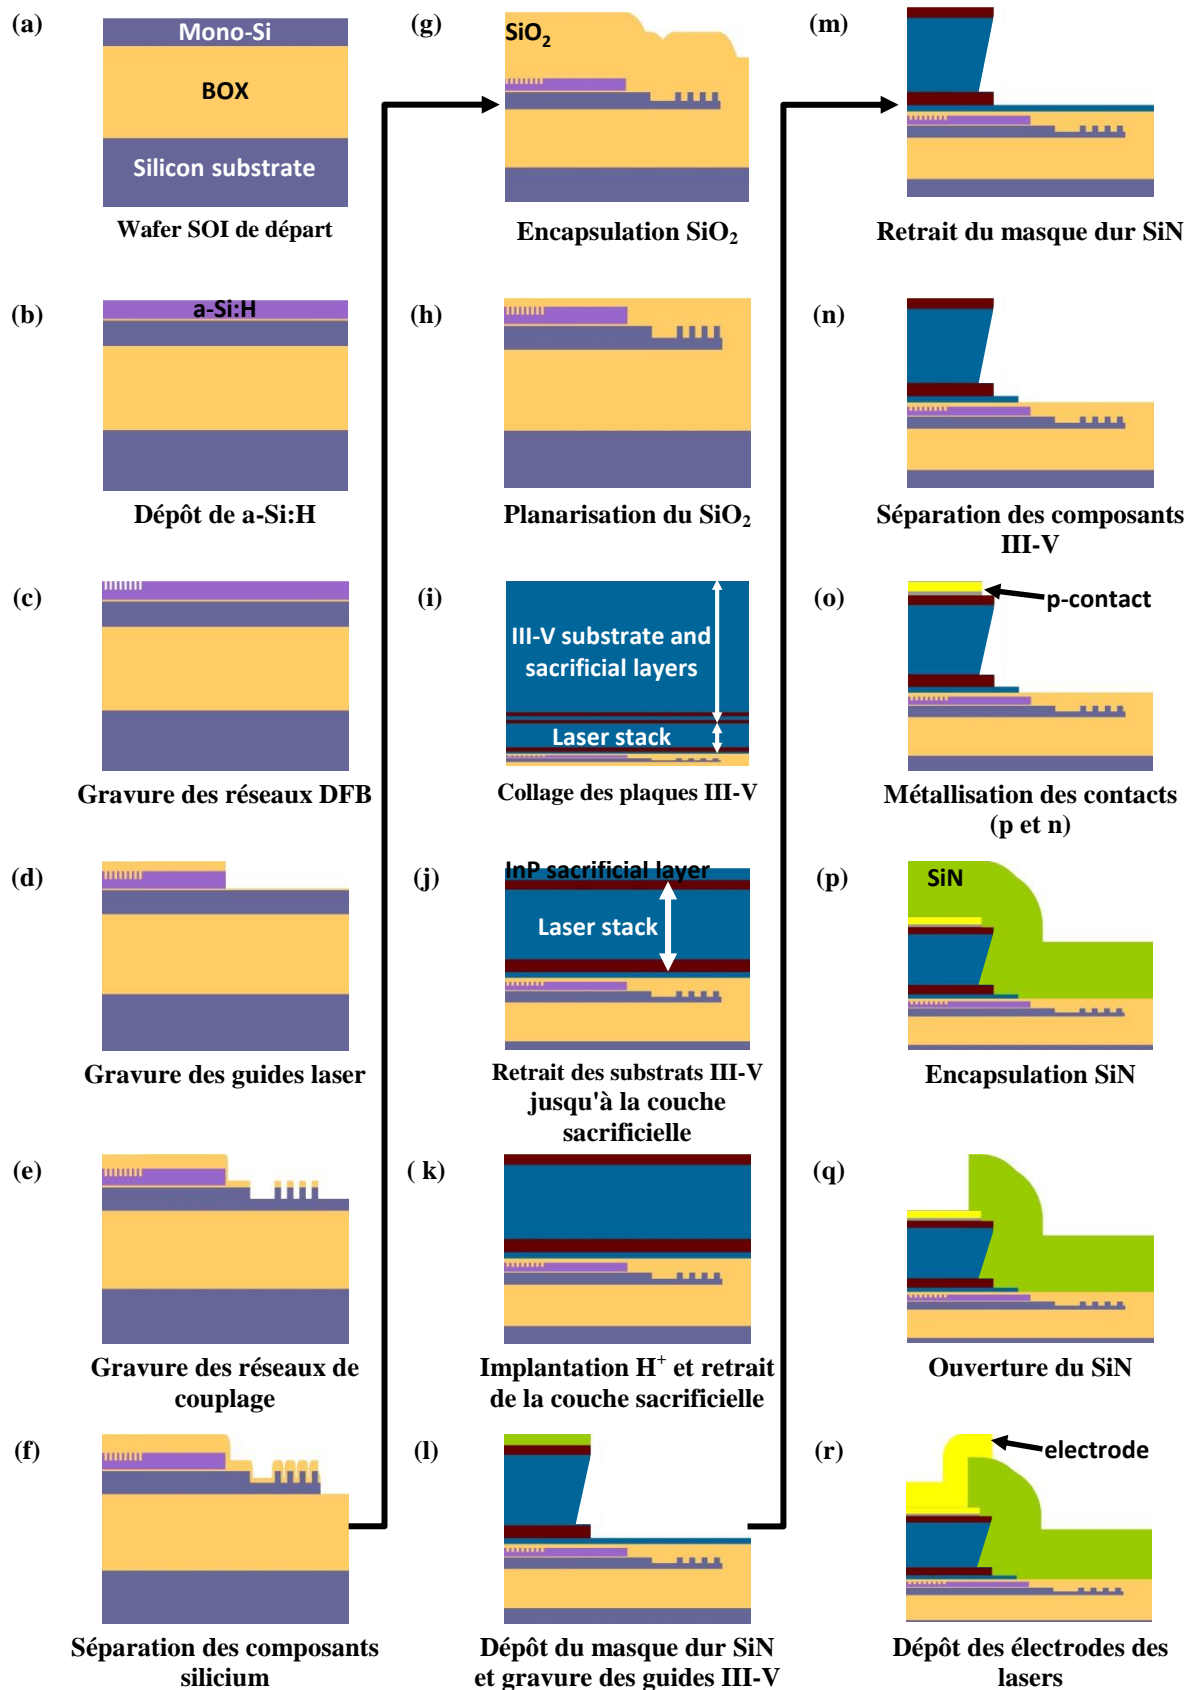 (a)
Mono-Si
BOX
Silicon substrate
Wafer SOI de départ
(b)
a-Si:H
Dépôt de a-Si:H
(c)
Gravure des réseaux DFB
(d)
Gravure des guides laser
(e)
Gravure des réseaux de
couplage
(f)
Séparation des composants
silicium
(g)
SiO₂
Encapsulation SiO₂
(h)
Planarisation du SiO₂
(i)
III-V substrate and
sacrificial layers
Laser stack
Collage des plaques III-V
(j)
InP sacrificial layer
Laser stack
Retrait des substrats III-V
jusqu'à la couche
sacrificielle
( k)
Implantation H⁺ et retrait
de la couche sacrificielle
(l)
Dépôt du masque dur SiN
et gravure des guides III-V
(m)
Retrait du masque dur SiN
(n)
Séparation des composants
III-V
(o)
p-contact
Métallisation des contacts
(p et n)
(p)
SiN
Encapsulation SiN
(q)
Ouverture du SiN
(r)
electrode
Dépôt des électrodes des
lasers